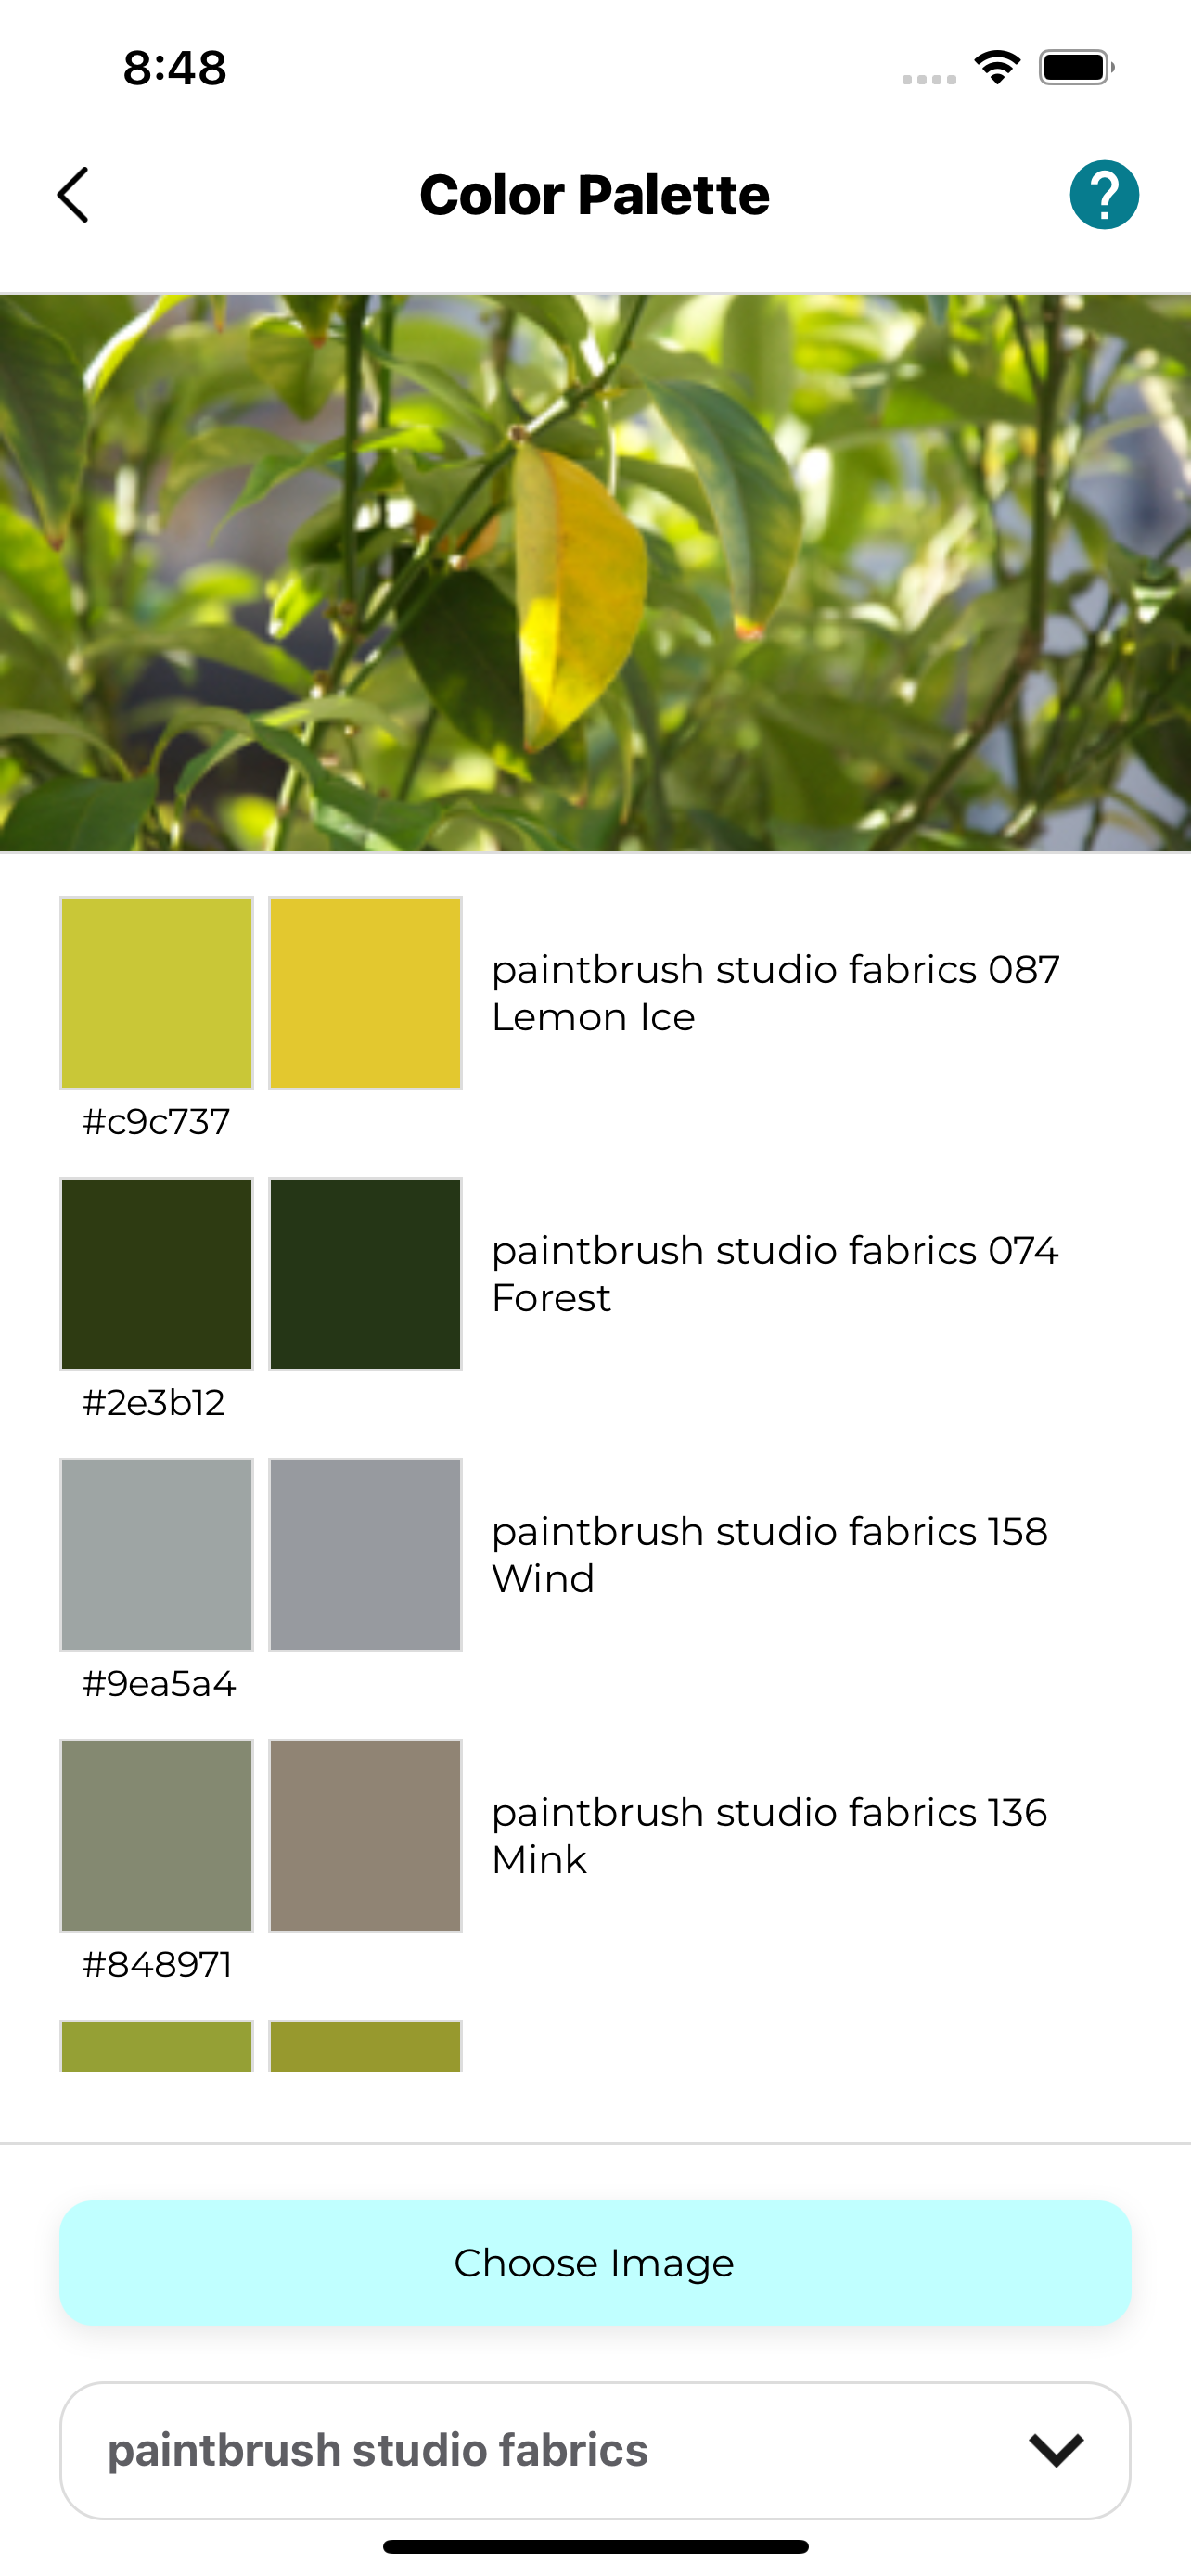 8:48
Color Palette
?
paintbrush studio fabrics 087
Lemon Ice
#c9c737
paintbrush studio fabrics 074
Forest
#2e3b12
paintbrush studio fabrics 158
Wind
#9ea5a4
paintbrush studio fabrics 136
Mink
#848971
Choose Image
paintbrush studio fabrics